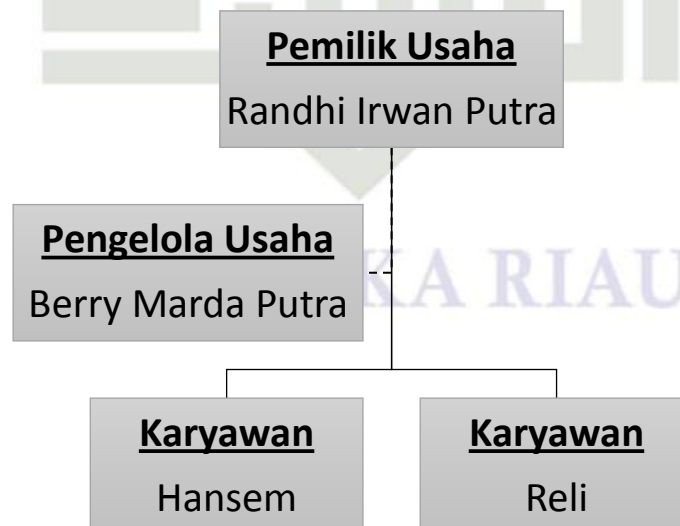 Pemilik Usaha
Randhi Irwan Putra
Pengelola Usaha
Berry Marda Putra
KA RIAU
Karyawan
Hansem
Karyawan
Reli